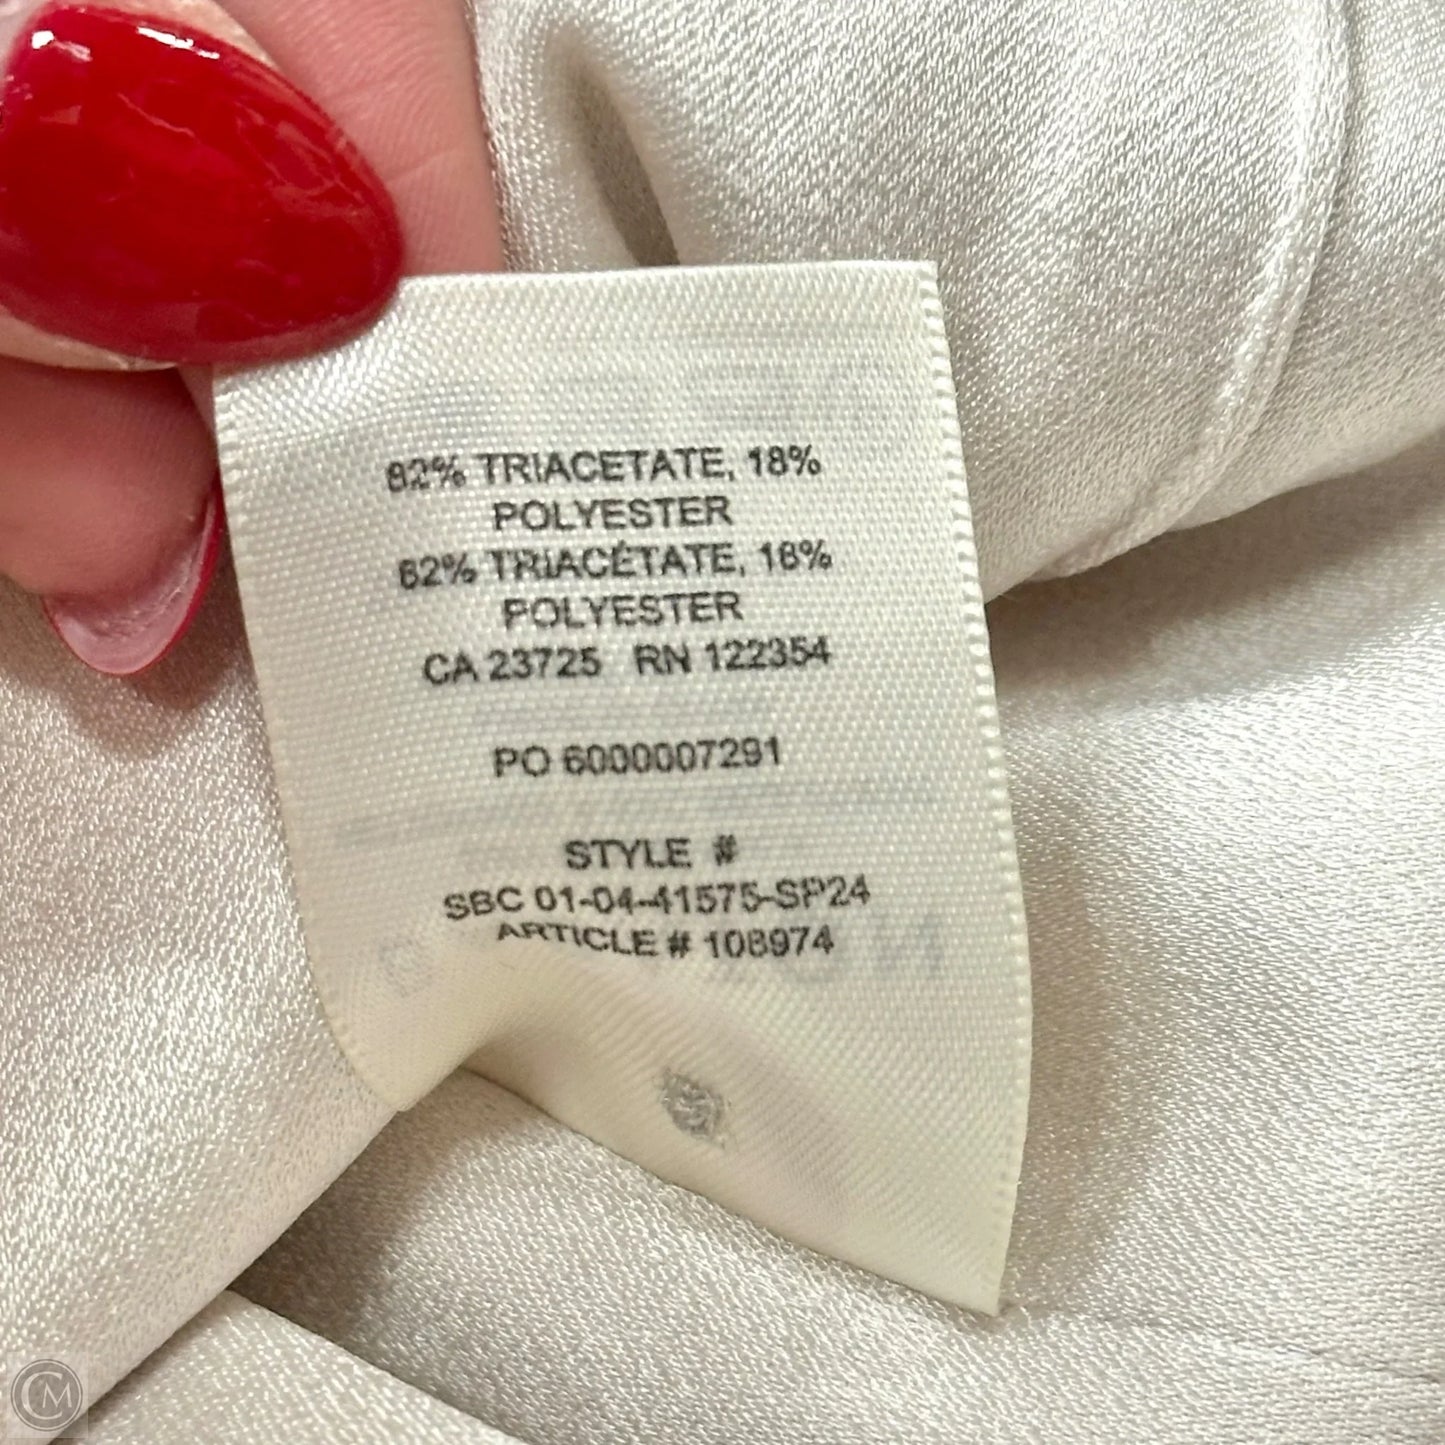 82% TRIACETATE, 18%
POLYESTER
82% TRIACÉTATE, 18%
POLYESTER
CA 23725 RN 122354
PO 6000007291
STYLE #
SBC 01-04-41575-SP24
ARTICLE # 108974
CM